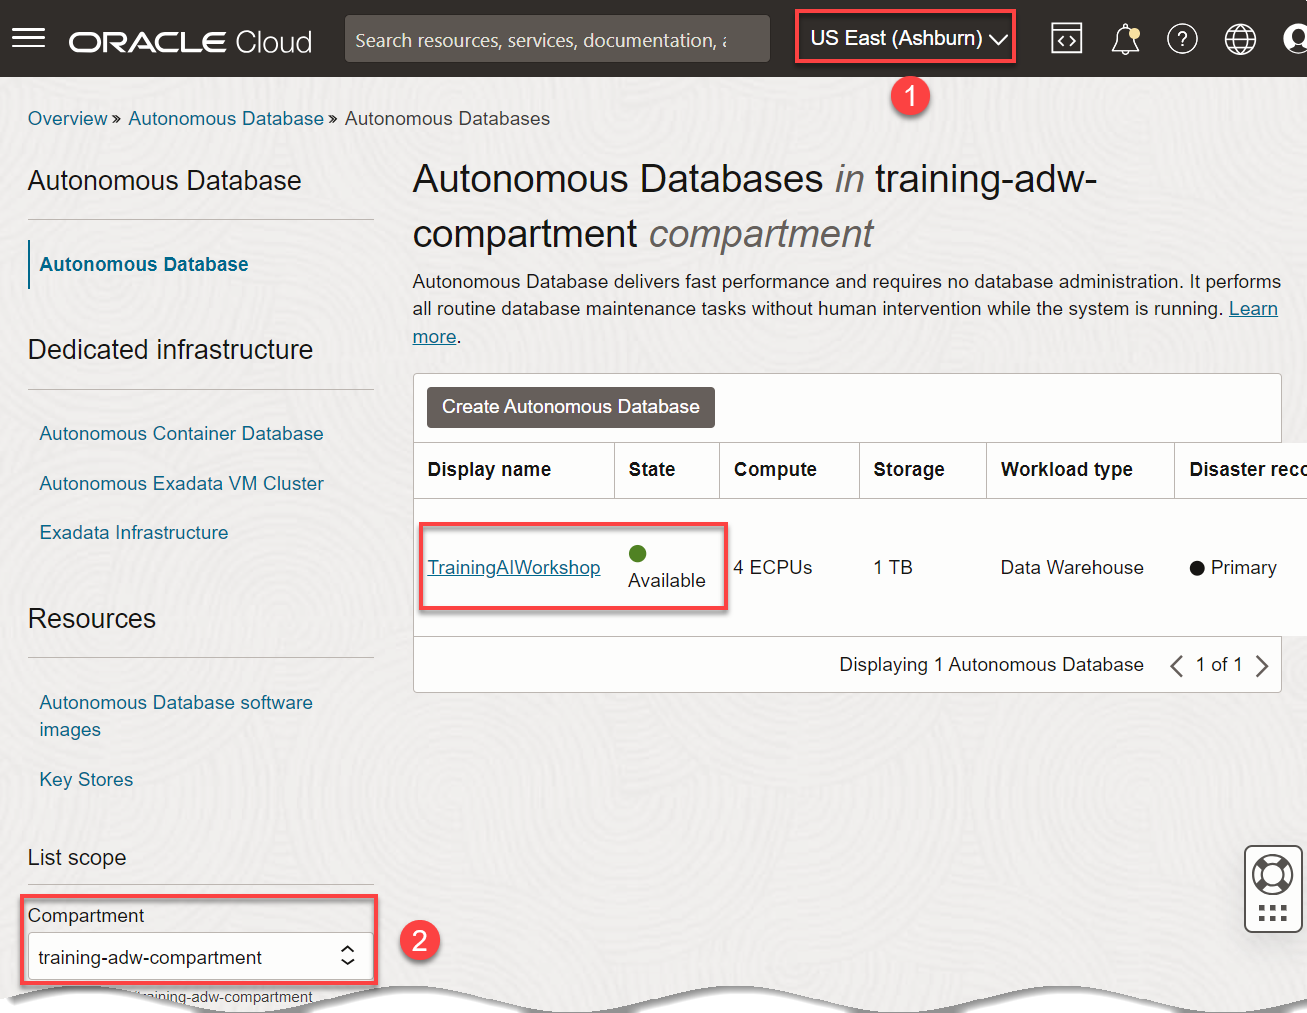 ORACLE Cloud
Search resources, services, documentation,
US East (Ashburn)
1
Overview » Autonomous Database » Autonomous Databases
Autonomous Database
Autonomous Database
Dedicated infrastructure
Autonomous Container Database
Autonomous Exadata VM Cluster
Exadata Infrastructure
Resources
Autonomous Database software
images
Key Stores
List scope
Compartment
training-adw-compartment
2
training-adw-compartment
Autonomous Databases in training-adw-
compartment compartment
Autonomous Database delivers fast performance and requires no database administration. It performs
all routine database maintenance tasks without human intervention while the system is running. Learn
more.
Create Autonomous Database
Display name State Compute Storage Workload type Disaster reco
TrainingAIWorkshop Available 4 ECPUs 1 TB Data Warehouse Primary
Displaying 1 Autonomous Database 1 of 1